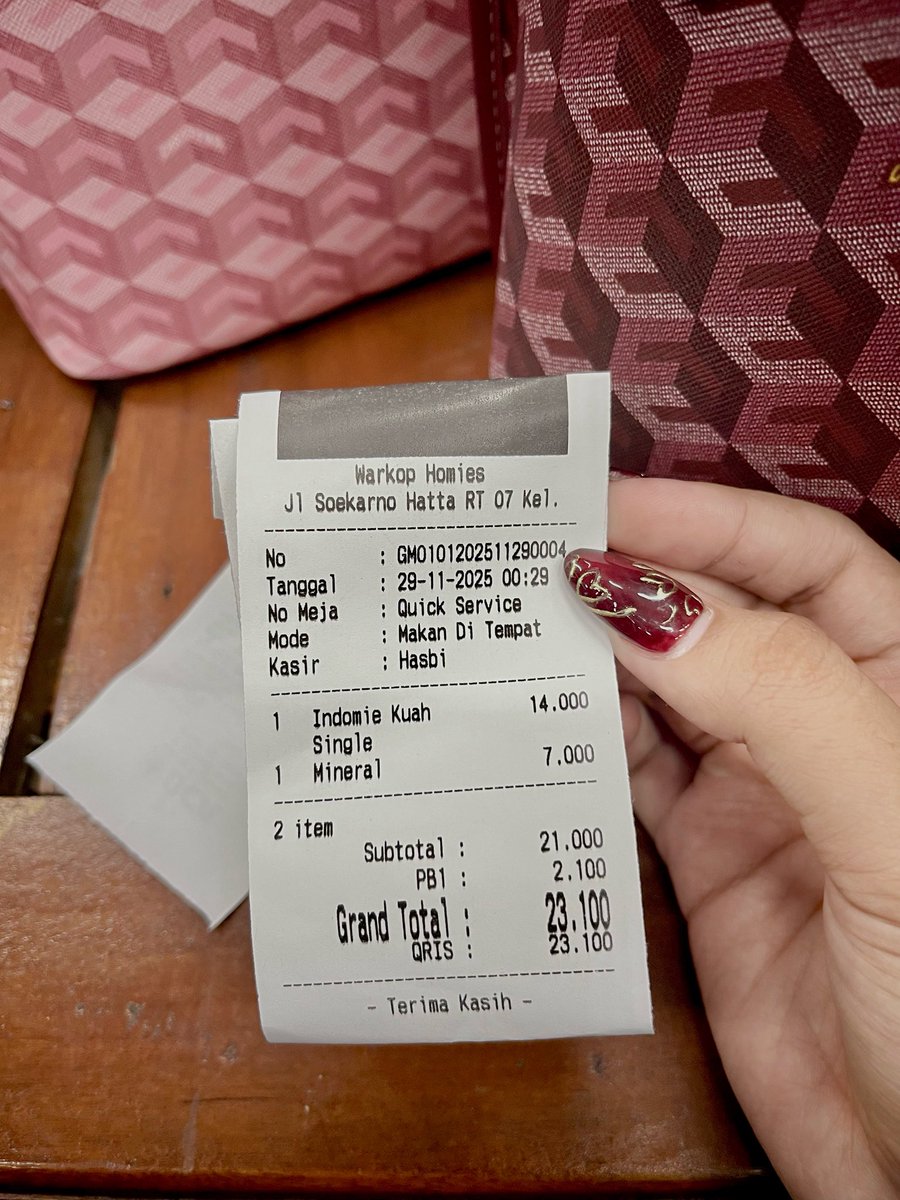 Warkop Homies
Jl Soekarno Hatta RT 07 Kel.
No : GM0101202511290004
Tanggal : 29-11-2025 00:29
No Meja : Quick Service
Mode : Makan Di Tempat
Kasir : Hasbi
1 Indomie Kuah 14.000
Single
1 Mineral 7.000
2 item
Subtotal : 21.000
PB1 : 2.100
Grand Total : 23.100
QRIS : 23.100
- Terima Kasih -